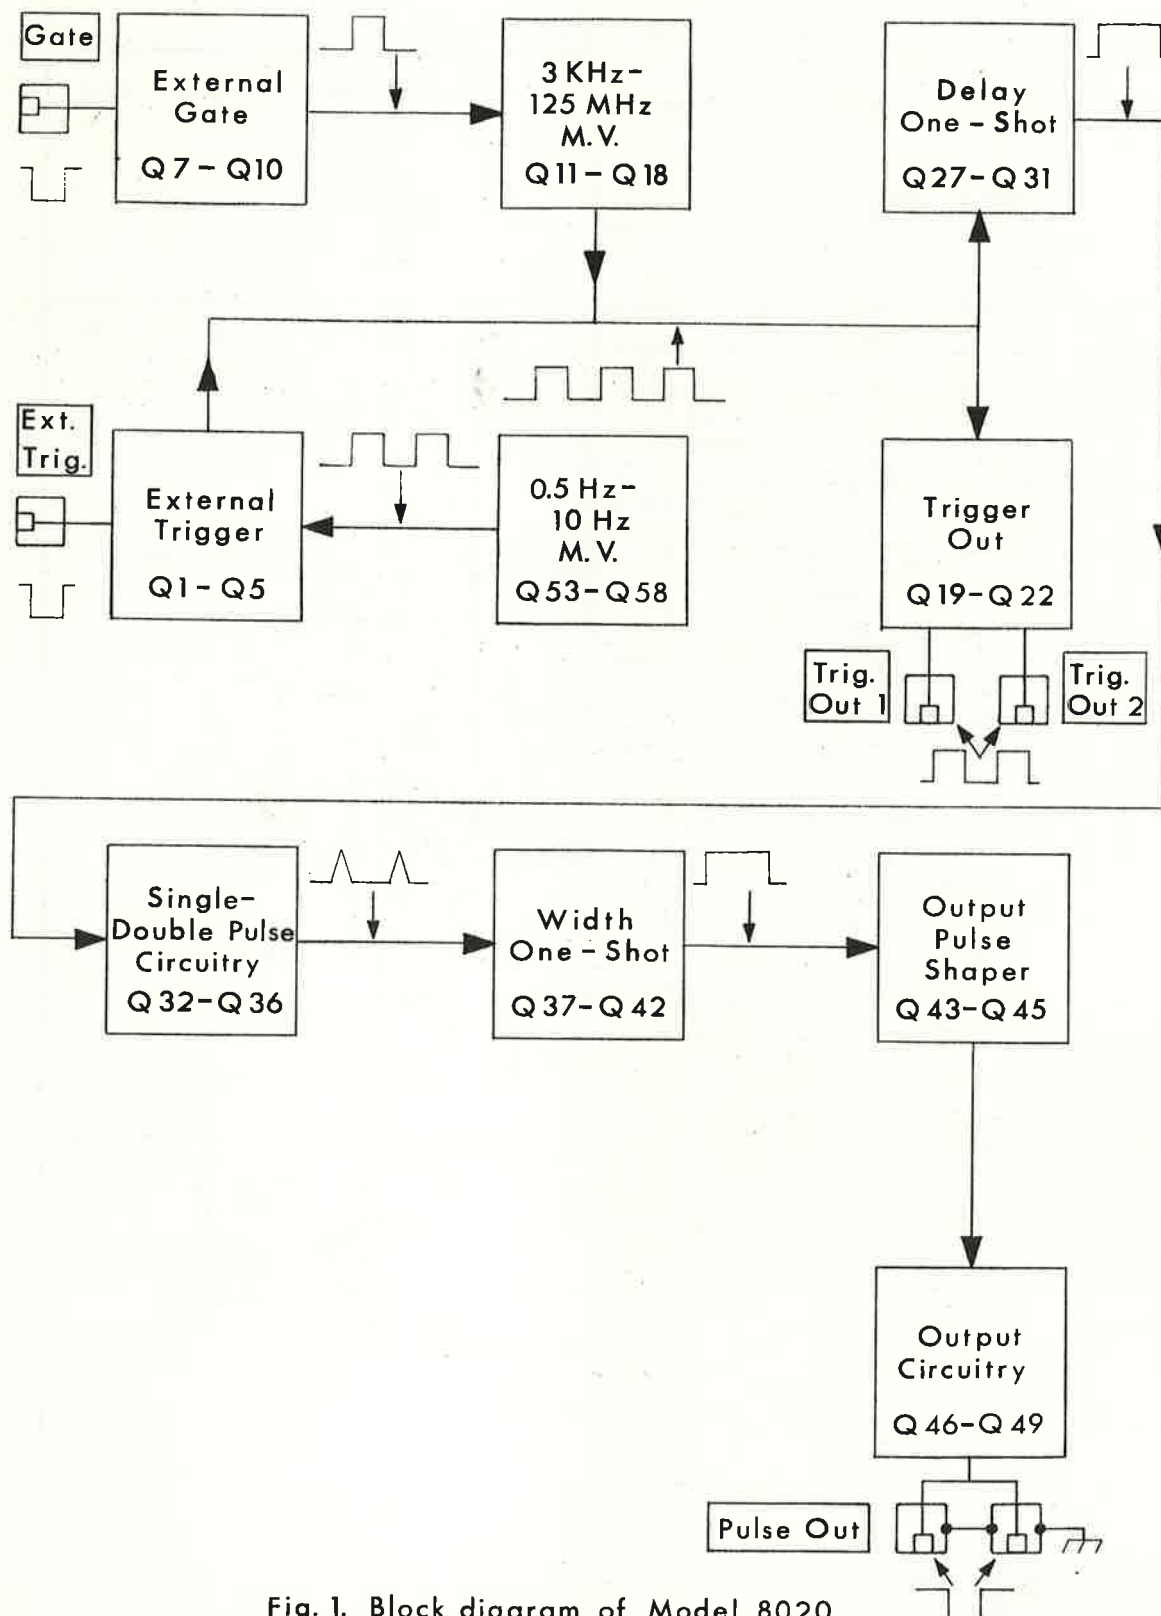 Gate
External
Gate
Q7-Q10
3 KHz-
125 MHz
M.V.
Q11-Q18
Delay
One-Shot
Q27-Q31
Ext.
Trig.
External
Trigger
Q1-Q5
0.5 Hz-
10 Hz
M.V.
Q53-Q58
Trigger
Out
Q19-Q22
Trig.
Out 1
Trig.
Out 2
Single-
Double Pulse
Circuitry
Q32-Q36
Width
One-Shot
Q37-Q42
Output
Pulse
Shaper
Q43-Q45
Output
Circuitry
Q46-Q49
Pulse Out
Fig. 1. Block diagram of Model 8020